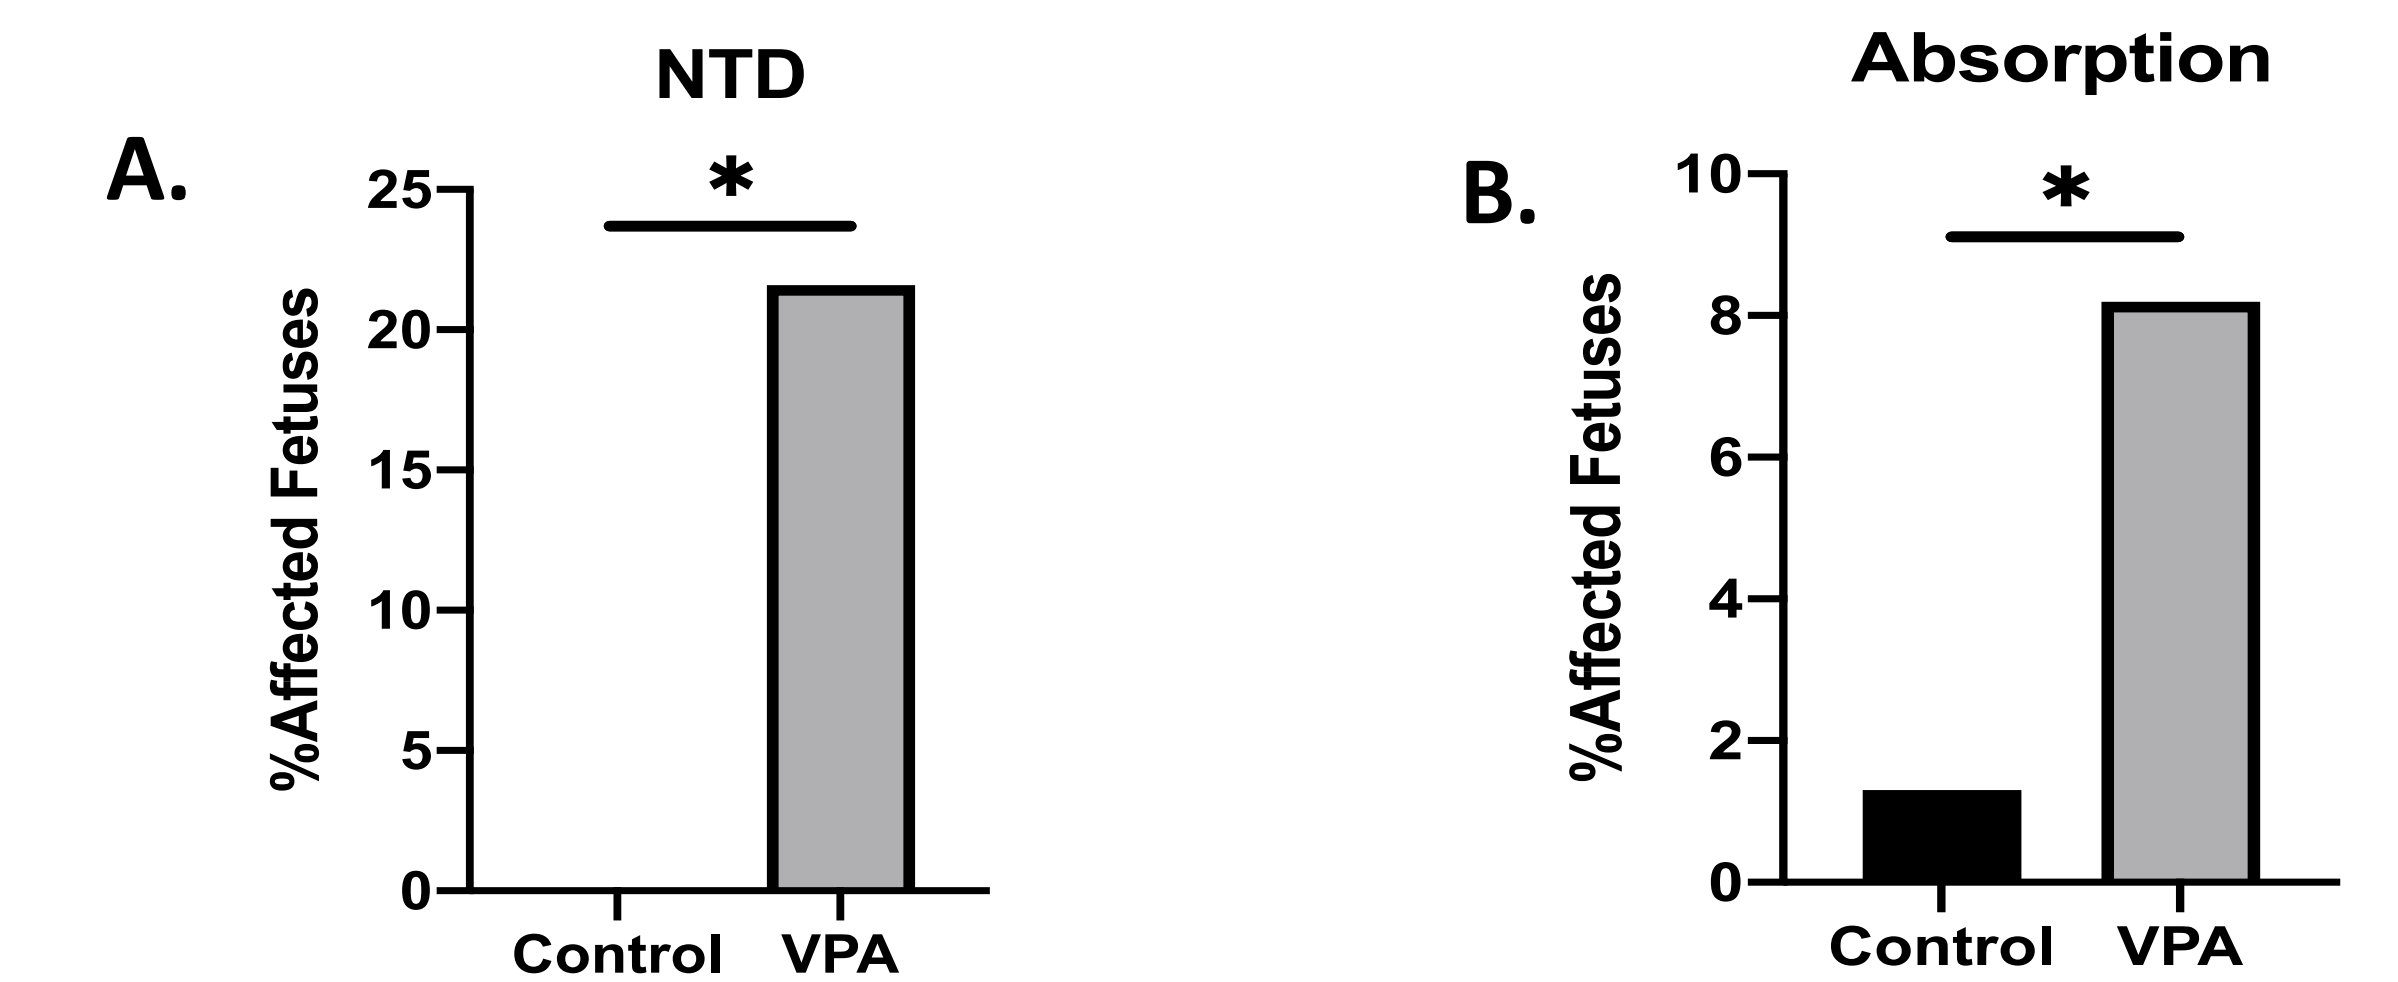 A.
NTD
*
%Affected Fetuses
25
20
15
10
5
0
Control VPA
B.
Absorption
*
%Affected Fetuses
10
8
6
4
2
0
Control VPA